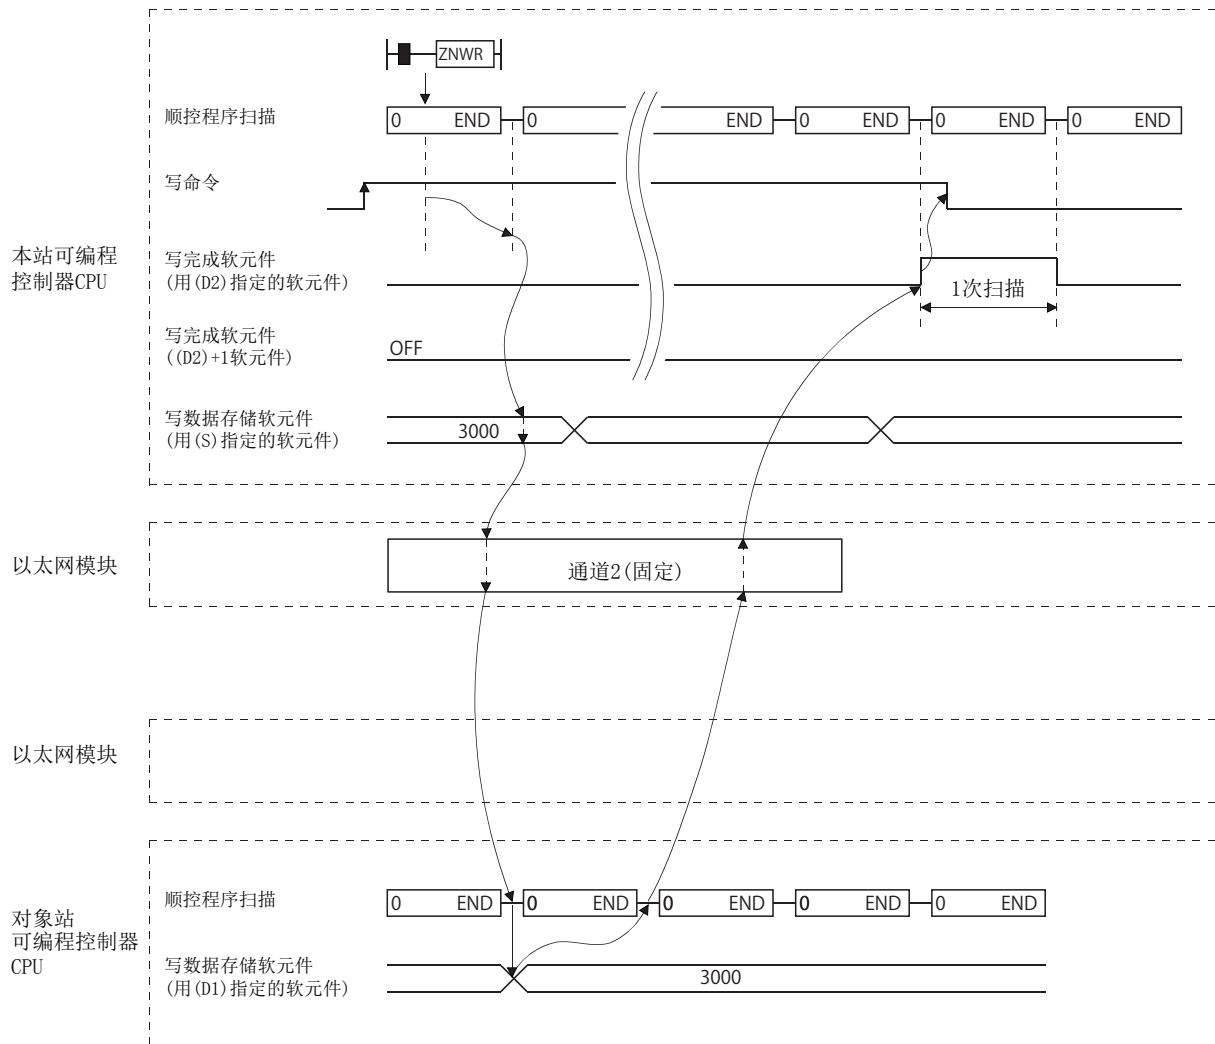 ZNWR
顺控程序扫描
0 END 0 END 0 END 0 END 0 END
写命令
本站可编程
控制器CPU
写完成软元件
(用(D2)指定的软元件)
1次扫描
写完成软元件
((D2)+1软元件)
OFF
写数据存储软元件
(用(S)指定的软元件)
3000
以太网模块
通道2(固定)
以太网模块
对象站
可编程控制器
CPU
顺控程序扫描
0 END 0 END 0 END 0 END 0 END
写数据存储软元件
(用(D1)指定的软元件)
3000